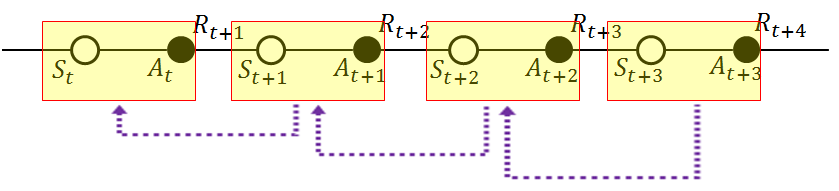 R_{t+1} R_{t+2} R_{t+3} R_{t+4}
S_t A_t S_{t+1} A_{t+1} S_{t+2} A_{t+2} S_{t+3} A_{t+3}